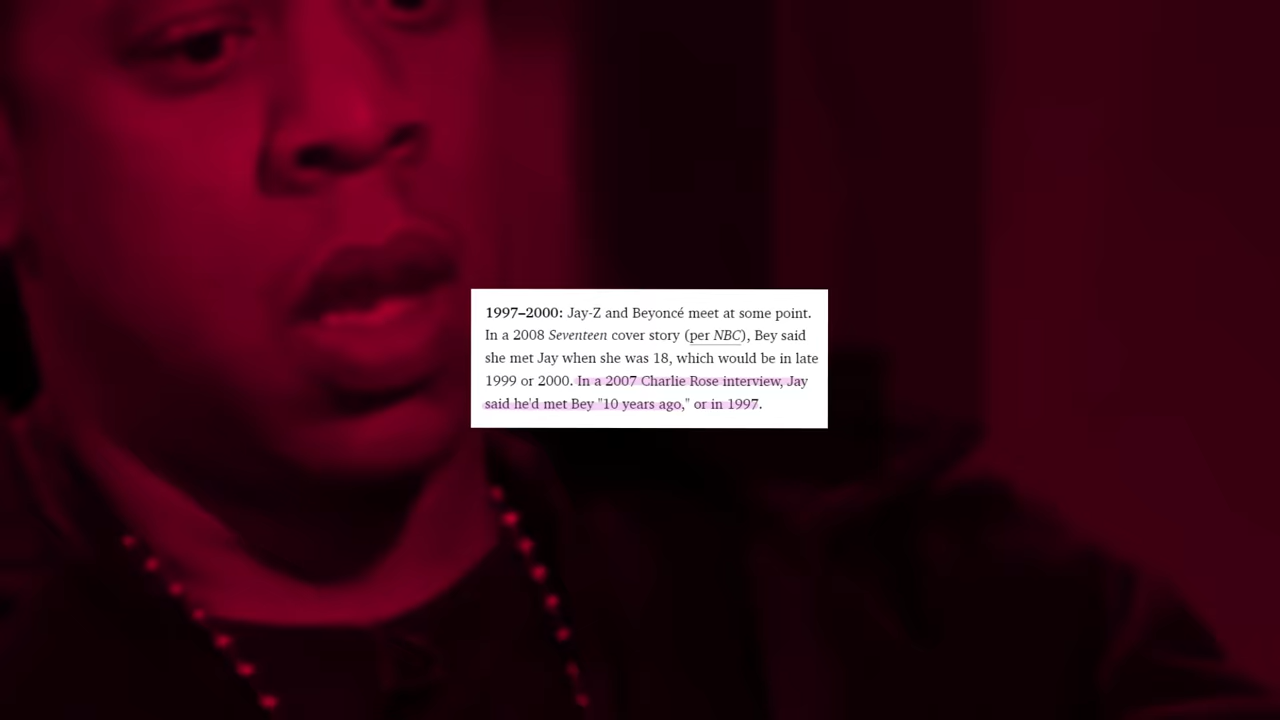 1997–2000: Jay-Z and Beyoncé meet at some point.
In a 2008 Seventeen cover story (per NBC), Bey said
she met Jay when she was 18, which would be in late
1999 or 2000. In a 2007 Charlie Rose interview, Jay
said he'd met Bey "10 years ago," or in 1997.